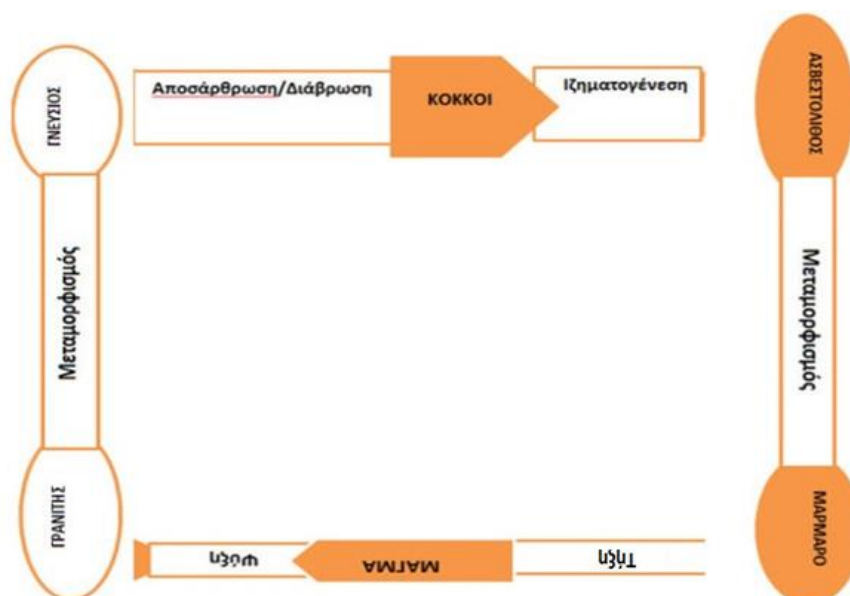 ΓΝΕΥΣΙΟΣ
Αποσάρθρωση/Διάβρωση
ΚΟΚΚΟΙ
Ιζηματογένεση
ΑΣΒΕΣΤΟΛΙΘΟΣ
Μεταμορφισμός
Μεταμορφισμός
ΓΡΑΝΙΤΗΣ
Ψύξη
ΜΑΓΜΑ
Τήξη
ΜΑΡΜΑΡΟ